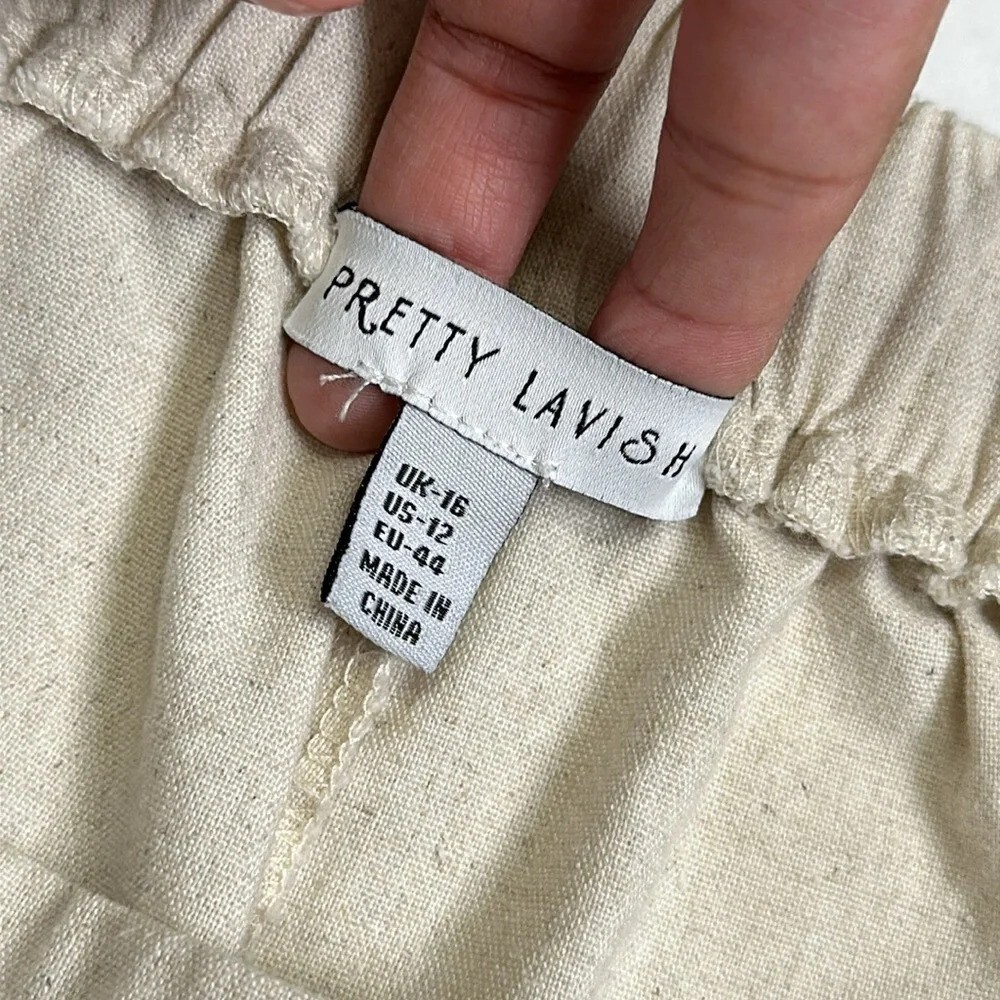 PRETTY LAVISH
UK-16
US-12
EU-44
MADE IN
CHINA